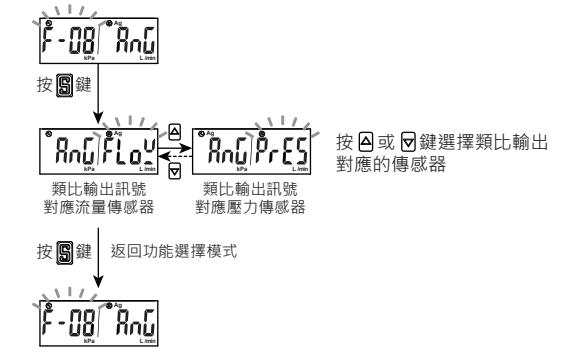 Ag
F-08 AnG
kPa L/min
按 S 鍵
Ag
AnG FLoW
kPa L/min
Ag
AnG PrES
kPa L/min
按 △ 或 ▽ 鍵選擇類比輸出
對應的傳感器
類比輸出訊號
對應流量傳感器
類比輸出訊號
對應壓力傳感器
按 S 鍵 返回功能選擇模式
Ag
F-08 AnG
kPa L/min